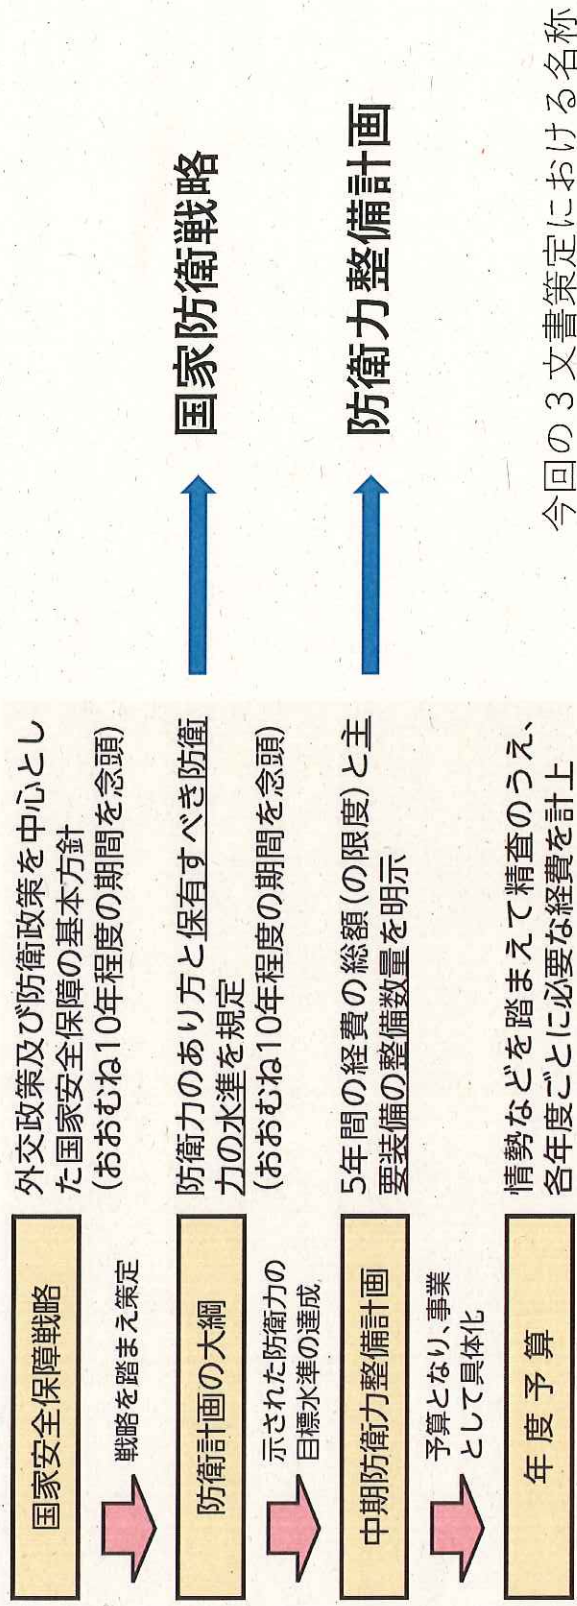 国家安全保障戦略
外交政策及び防衛政策を中心とし
た国家安全保障の基本方針
(おおむね10年程度の期間を念頭)
戦略を踏まえ策定
防衛計画の大綱
防衛力のあり方と保有すべき防衛
力の水準を規定
(おおむね10年程度の期間を念頭)
国家防衛戦略
示された防衛力の
目標水準の達成
中期防衛力整備計画
5年間の経費の総額(の限度)と主
要装備の整備数量を明示
防衛力整備計画
予算となり、事業
として具体化
年度予算
情勢などを踏まえて精査のうえ、
各年度ごとに必要な経費を計上
今回の3文書策定における名称